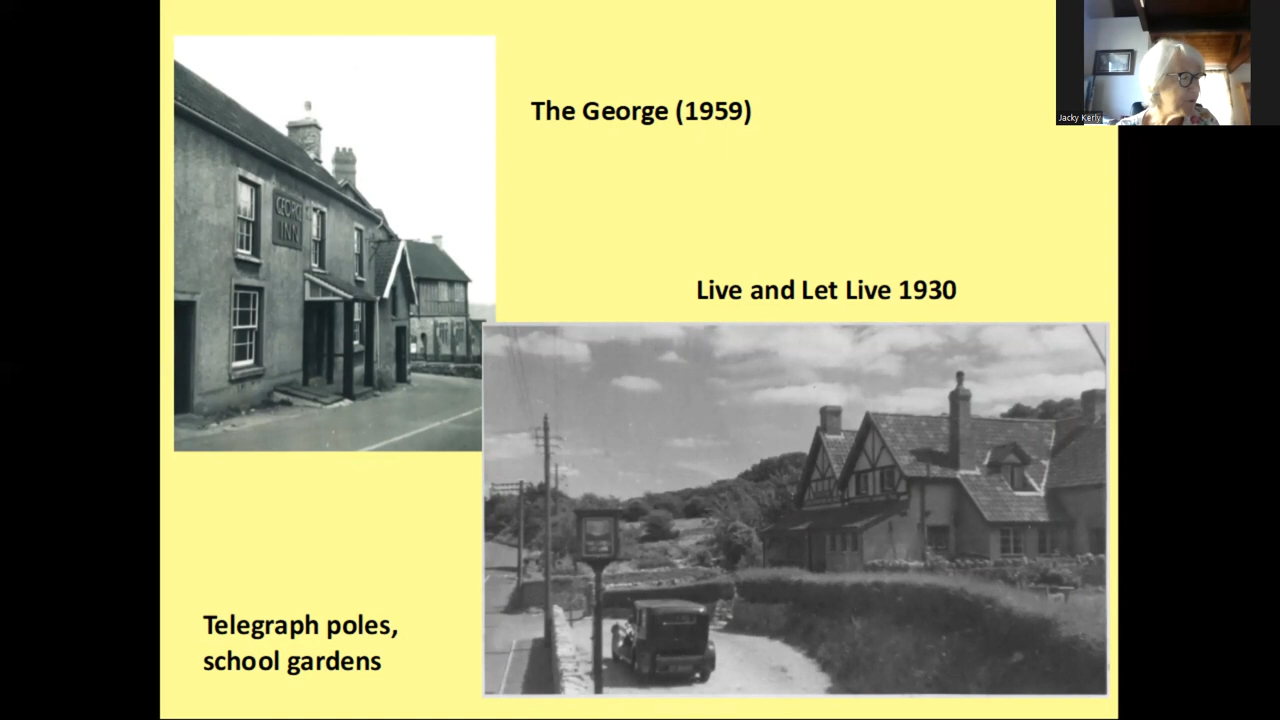 The George (1959)
Jacky Kerly
GEORGE
INN
Live and Let Live 1930
Telegraph poles,
school gardens